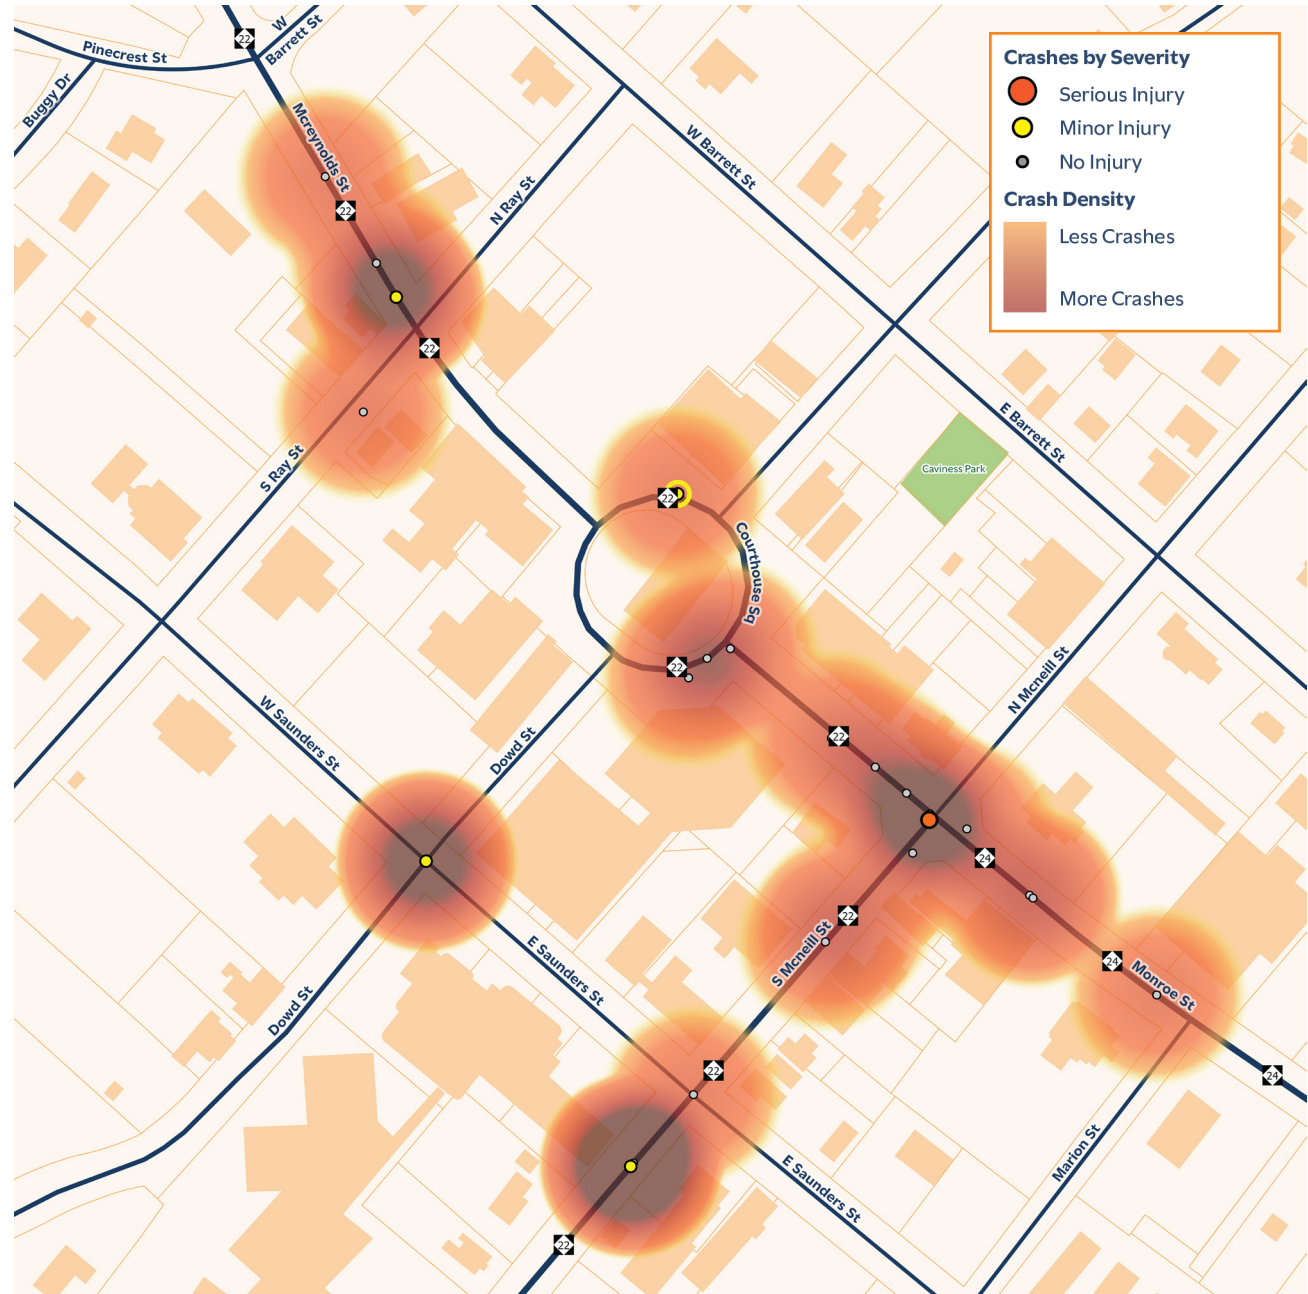 22
W
Barrett St
Pinecrest St
Buggy Dr
Crashes by Severity
Serious Injury
Minor Injury
No Injury
Crash Density
Less Crashes
More Crashes
Mcreynolds St
W Barrett St
22
N Ray St
22
E Barrett St
Caviness Park
S Ray St
22
Courthouse Sq
22
N Mcneill St
W Saunders St
Dowd St
22
24
22
S Mcneill St
E Saunders St
24
Monroe St
Dowd St
22
24
Marion St
E Saunders St
22